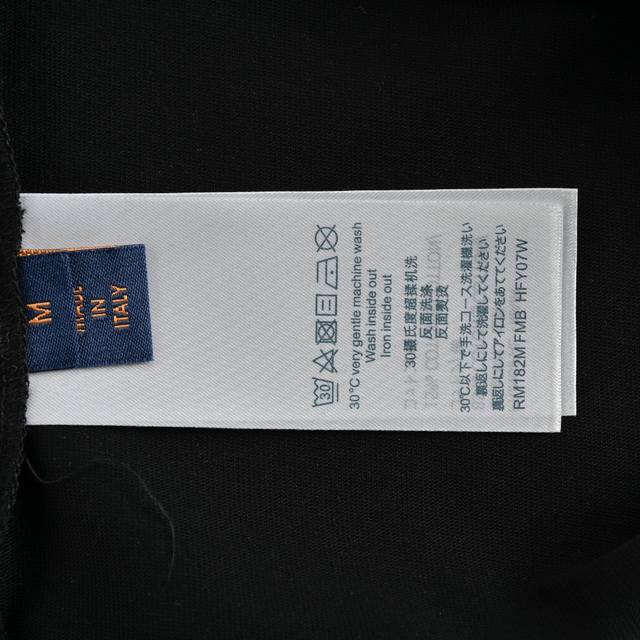 M
MADE
IN
ITALY
30
30°C very gentle machine wash
Wash inside out
Iron inside out
30摄氏度超柔机洗
反面洗涤
反面熨烫
30℃以下で手洗コース洗濯機洗い
裏返しにして洗濯してください
裏返しにしてアイロンをあててください
RM182M FMB HFY07W